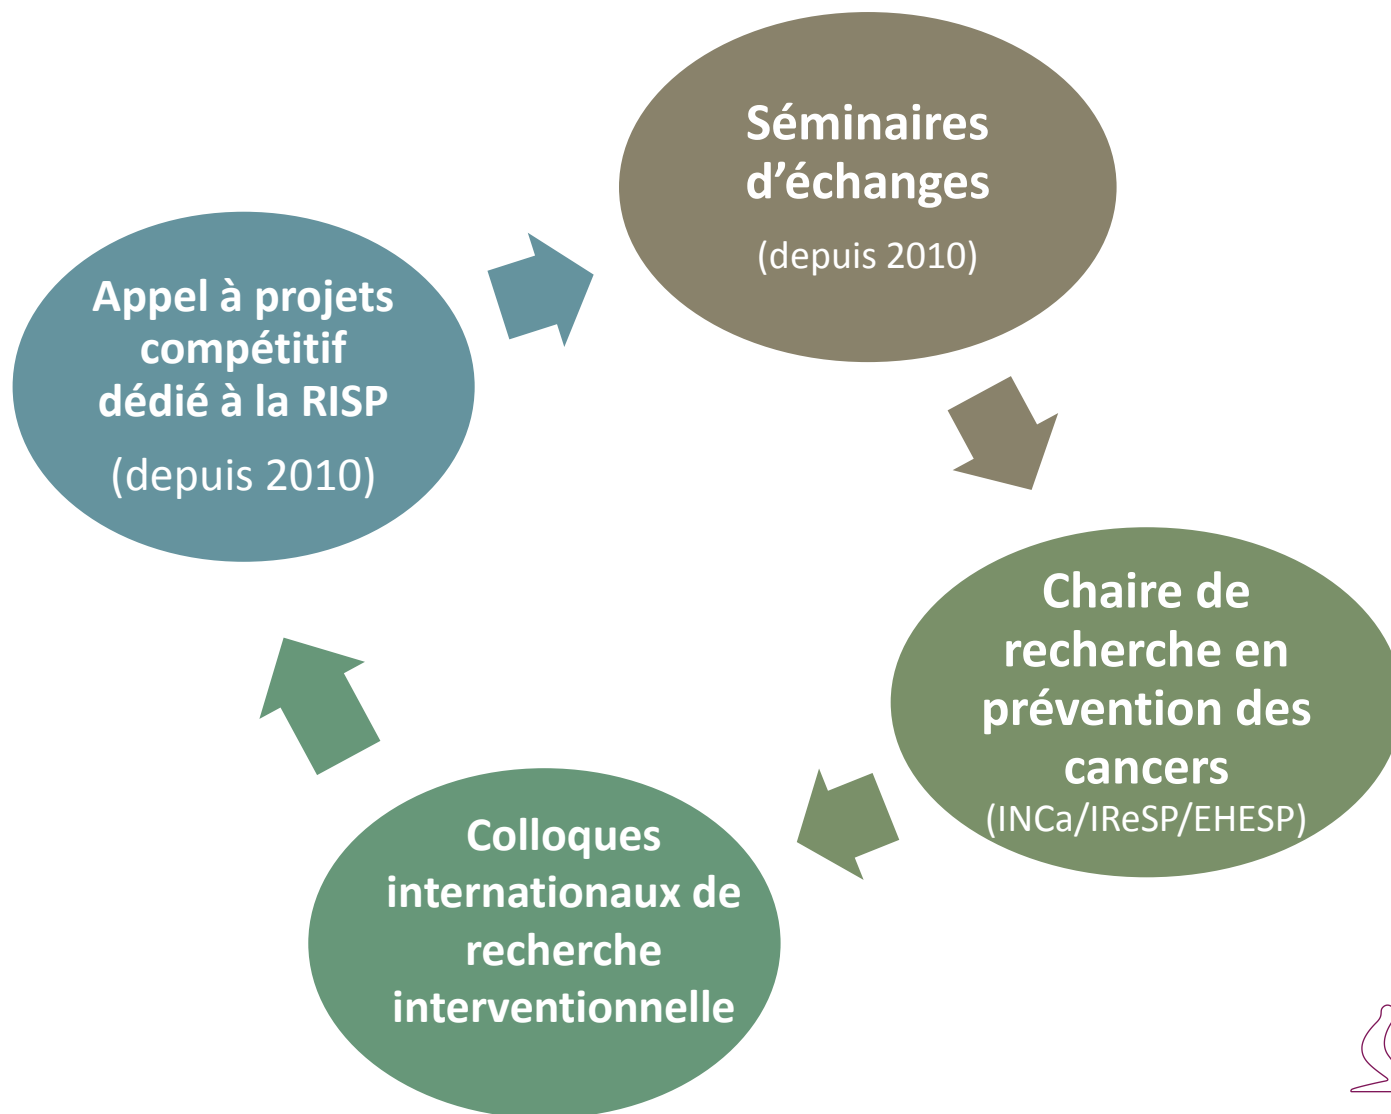 Séminaires
d’échanges
(depuis 2010)
Appel à projets
compétitif
dédié à la RISP
(depuis 2010)
Chaire de
recherche en
prévention des
cancers
(INCa/IReSP/EHESP)
Colloques
internationaux de
recherche
interventionnelle